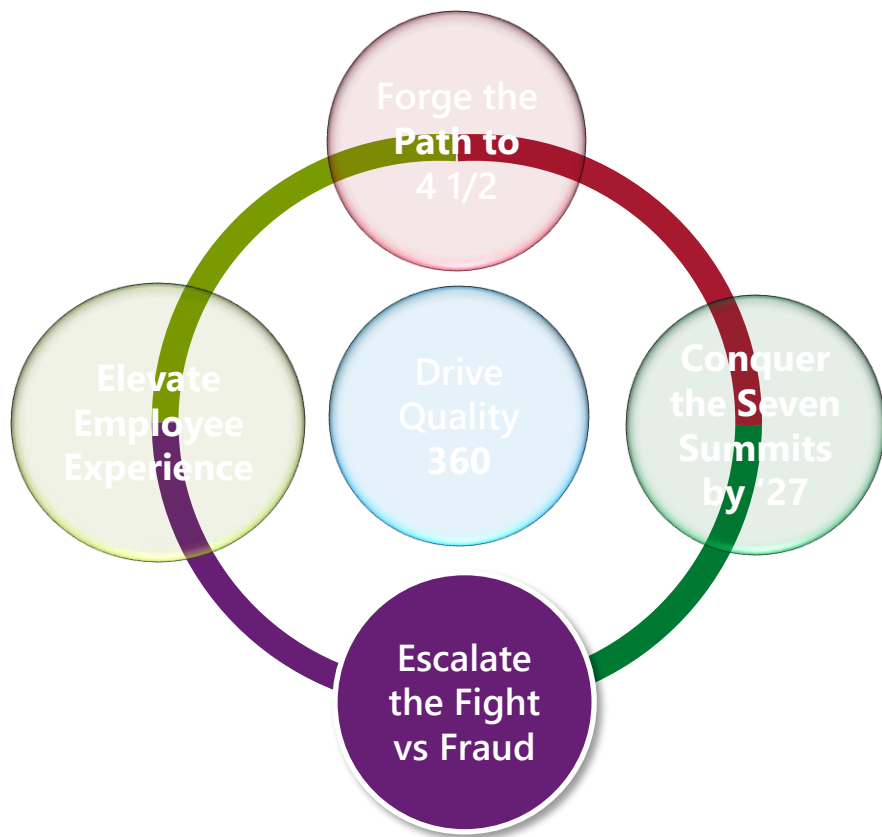 Forge the
Path to
4 1/2
Elevate
Employee
Experience
Drive
Quality
360
Conquer
the Seven
Summits
by ‘27
Escalate
the Fight
vs Fraud